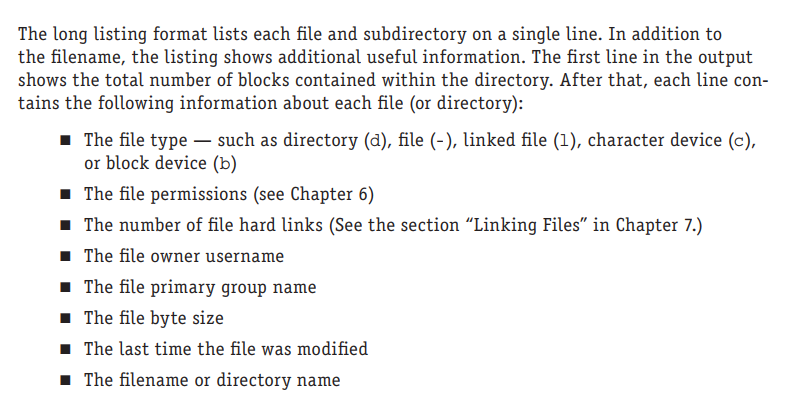 The long listing format lists each file and subdirectory on a single line. In addition to
the filename, the listing shows additional useful information. The first line in the output
shows the total number of blocks contained within the directory. After that, each line con-
tains the following information about each file (or directory):
■ The file type — such as directory (d), file (-), linked file (l), character device (c),
or block device (b)
■ The file permissions (see Chapter 6)
■ The number of file hard links (See the section “Linking Files” in Chapter 7.)
■ The file owner username
■ The file primary group name
■ The file byte size
■ The last time the file was modified
■ The filename or directory name